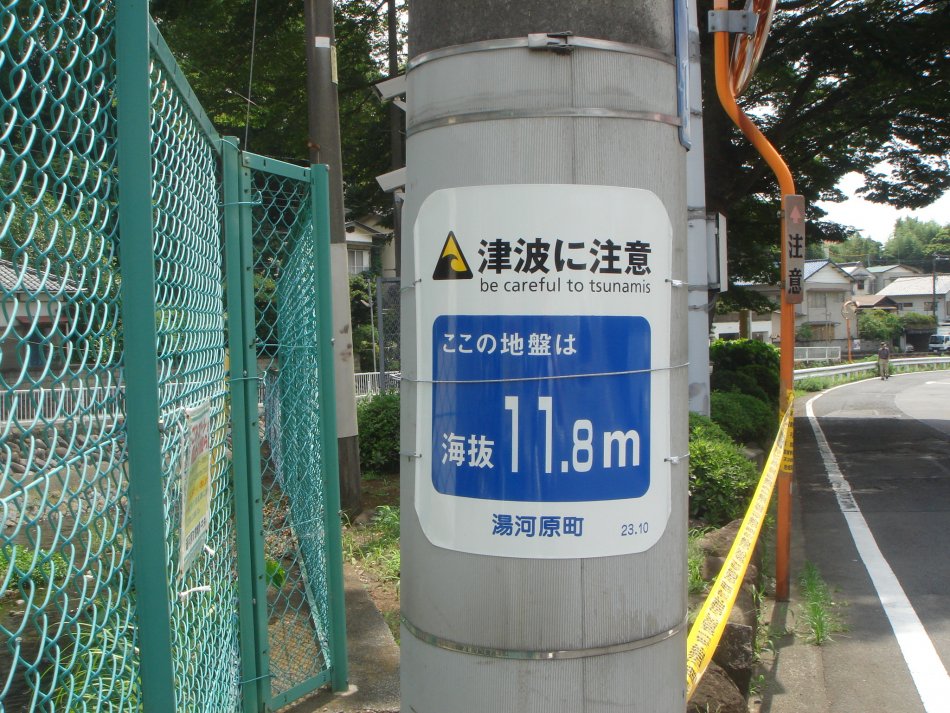 津波に注意
be careful to tsunamis
ここの地盤は
海抜 11.8m
湯河原町 23.10
注意